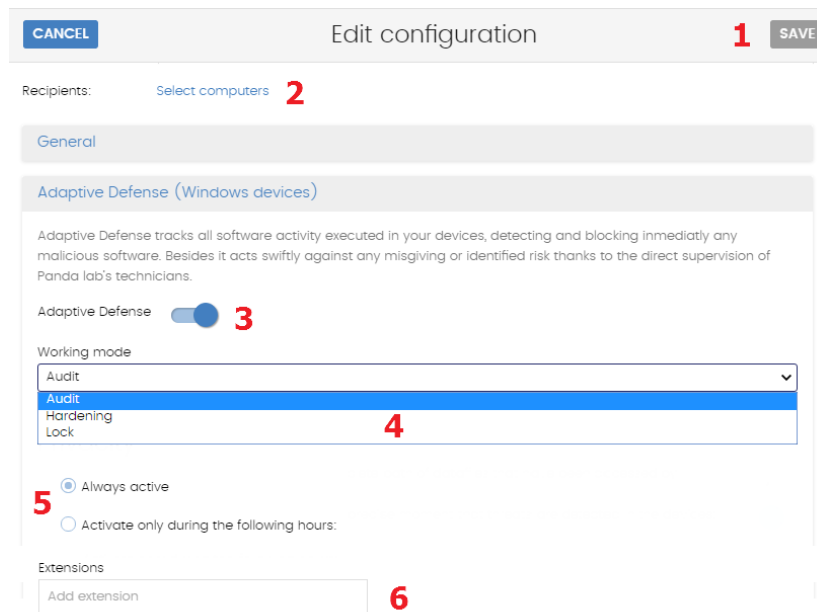 CANCEL Edit configuration 1 SAVE
Recipients: Select computers 2
General
Adaptive Defense (Windows devices)
Adaptive Defense tracks all software activity executed in your devices, detecting and blocking inmediatly any
malicious software. Besides it acts swiftly against any misgiving or identified risk thanks to the direct supervision of
Panda lab's technicians.
Adaptive Defense 3
Working mode
Audit
Audit
Hardening
4
Lock
Always active
5
Activate only during the following hours:
Extensions
Add extension 6